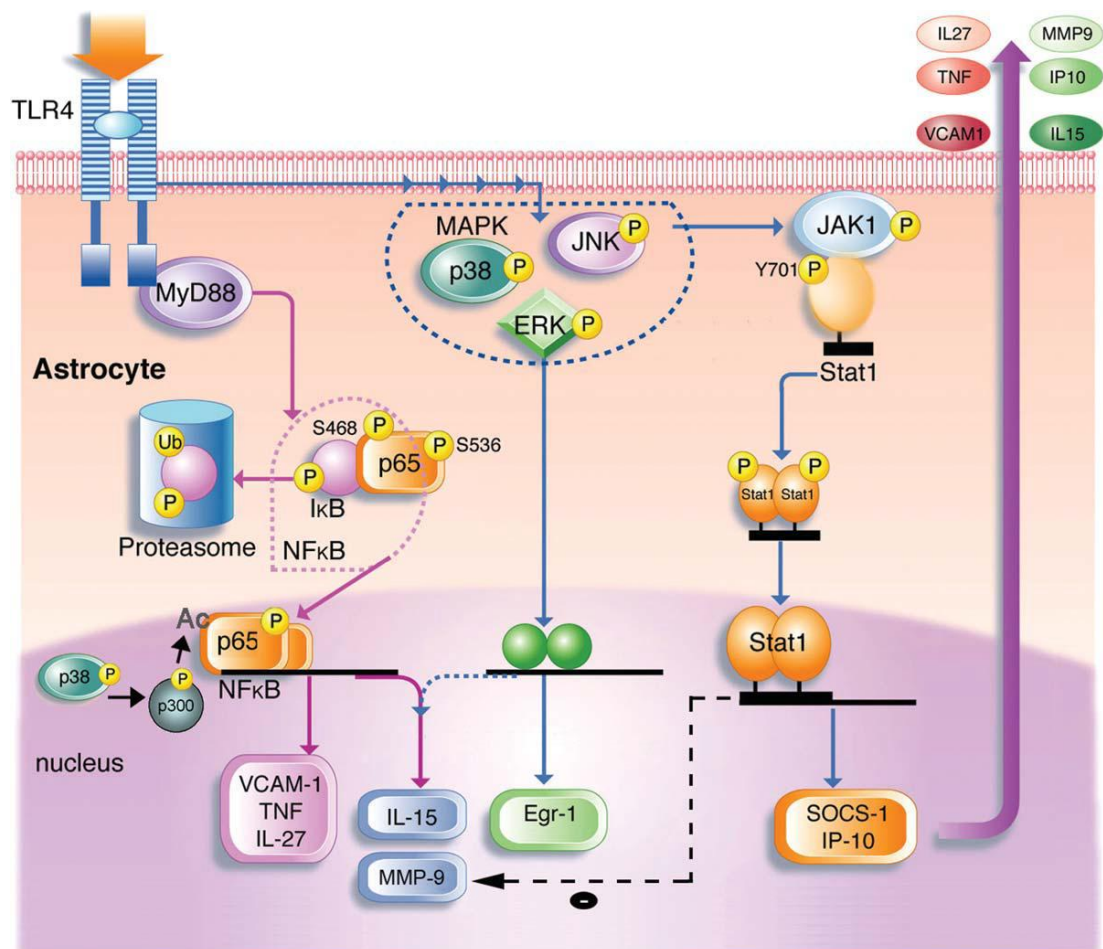 IL27
MMP9
TNF
IP10
VCAM1
IL15
TLR4
MAPK
JNK
P
p38
P
ERK
P
JAK1
P
Y701
P
Stat1
MyD88
Astrocyte
Ub
P
Proteasome
S468
P
P
S536
p65
P
IκB
NFκB
P
P
Stat1
Stat1
Ac
P
p65
NFκB
p38
P
P
p300
nucleus
Stat1
VCAM-1
TNF
IL-27
IL-15
MMP-9
Egr-1
SOCS-1
IP-10
-